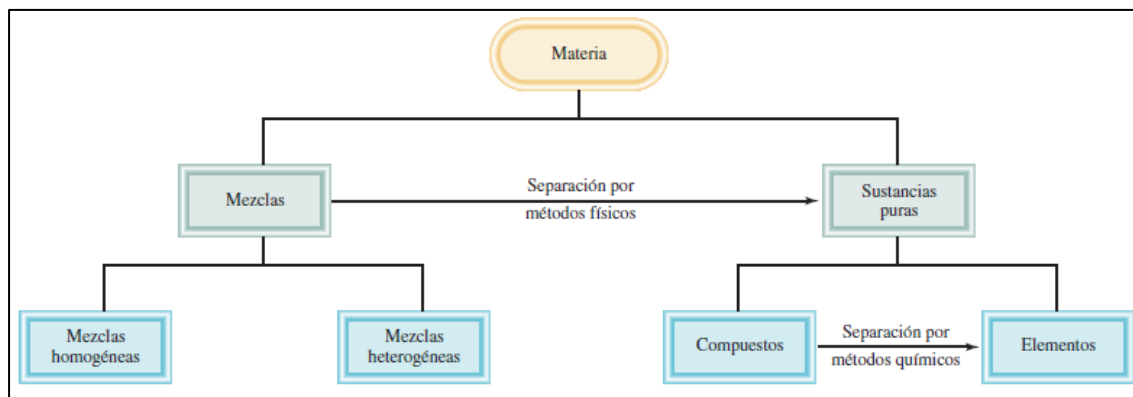 Materia
Mezclas
Separación por
métodos físicos
Sustancias
puras
Mezclas
homogéneas
Mezclas
heterogéneas
Compuestos
Separación por
métodos químicos
Elementos